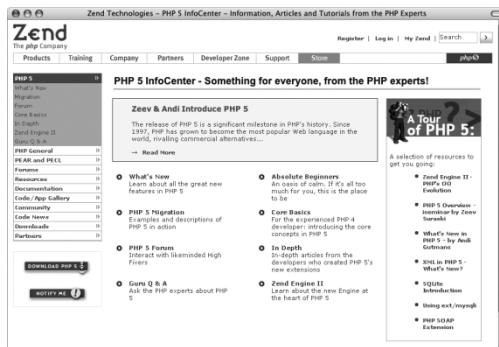 Zend Technologies – PHP 5 InfoCenter – Information, Articles and Tutorials from the PHP Experts
Zend
The php Company
Register | Log in | My Zend | Search
Products Training Company Partners Developer Zone Support Store php
PHP 5
What's New
Migration
Forum
Core Basics
In Depth
Zend Engine II
Guru Q & A
PHP General
PEAR and PECL
Forums
Resources
Documentation
Code/App Gallery
Community
Code News
Downloads
Partners
DOWNLOAD PHP 5
NOTIFY ME
PHP 5 InfoCenter - Something for everyone, from the PHP experts!
Zeev & Andi Introduce PHP 5
The release of PHP 5 is a significant milestone in PHP's history. Since
1997, PHP has grown to become the most popular Web language in the
world, rivalling commercial alternatives...
→ Read More
What's New
Learn about all the great new
features in PHP 5
PHP 5 Migration
Examples and descriptions of
PHP 5 in action
PHP 5 Forum
Interact with likeminded High
Fivers
Guru Q & A
Ask the PHP experts about PHP
5
Absolute Beginners
An oasis of calm. If it's all too
much for you, this is the place
to be
Core Basics
For the experienced PHP 4
developer: introducing the core
concepts in PHP 5
In Depth
In-depth articles from the
developers who created PHP 5's
new extensions
Zend Engine II
Learn about the new Engine at
the heart of PHP 5
A Tour
of PHP 5:
A selection of resources to
get you going:
Zend Engine II -
PHP's OO
Evolution
PHP 5 Overview -
ineminar by Zeev
Suraski
What's New in
PHP 5 - by Andi
Gutmans
XML in PHP 5 -
What's New?
SQLite
Introduction
Using ext/mysqli
PHP SOAP
Extension